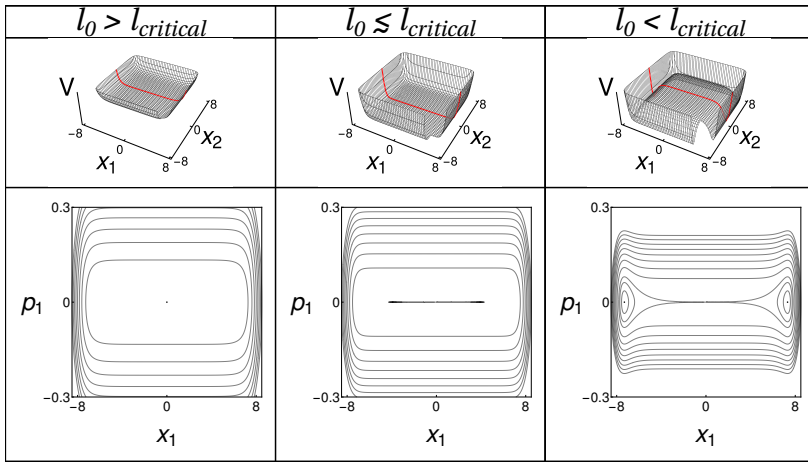 l₀ > l_critical
l₀ ⪅ l_critical
l₀ < l_critical
V
−8
0
8
x₁
−8
0
8
x₂
V
−8
0
8
x₁
−8
0
8
x₂
V
−8
0
8
x₁
−8
0
8
x₂
0.3
p₁ 0
−0.3
−8 0 8
x₁
0.3
p₁ 0
−0.3
−8 0 8
x₁
0.3
p₁ 0
−0.3
−8 0 8
x₁